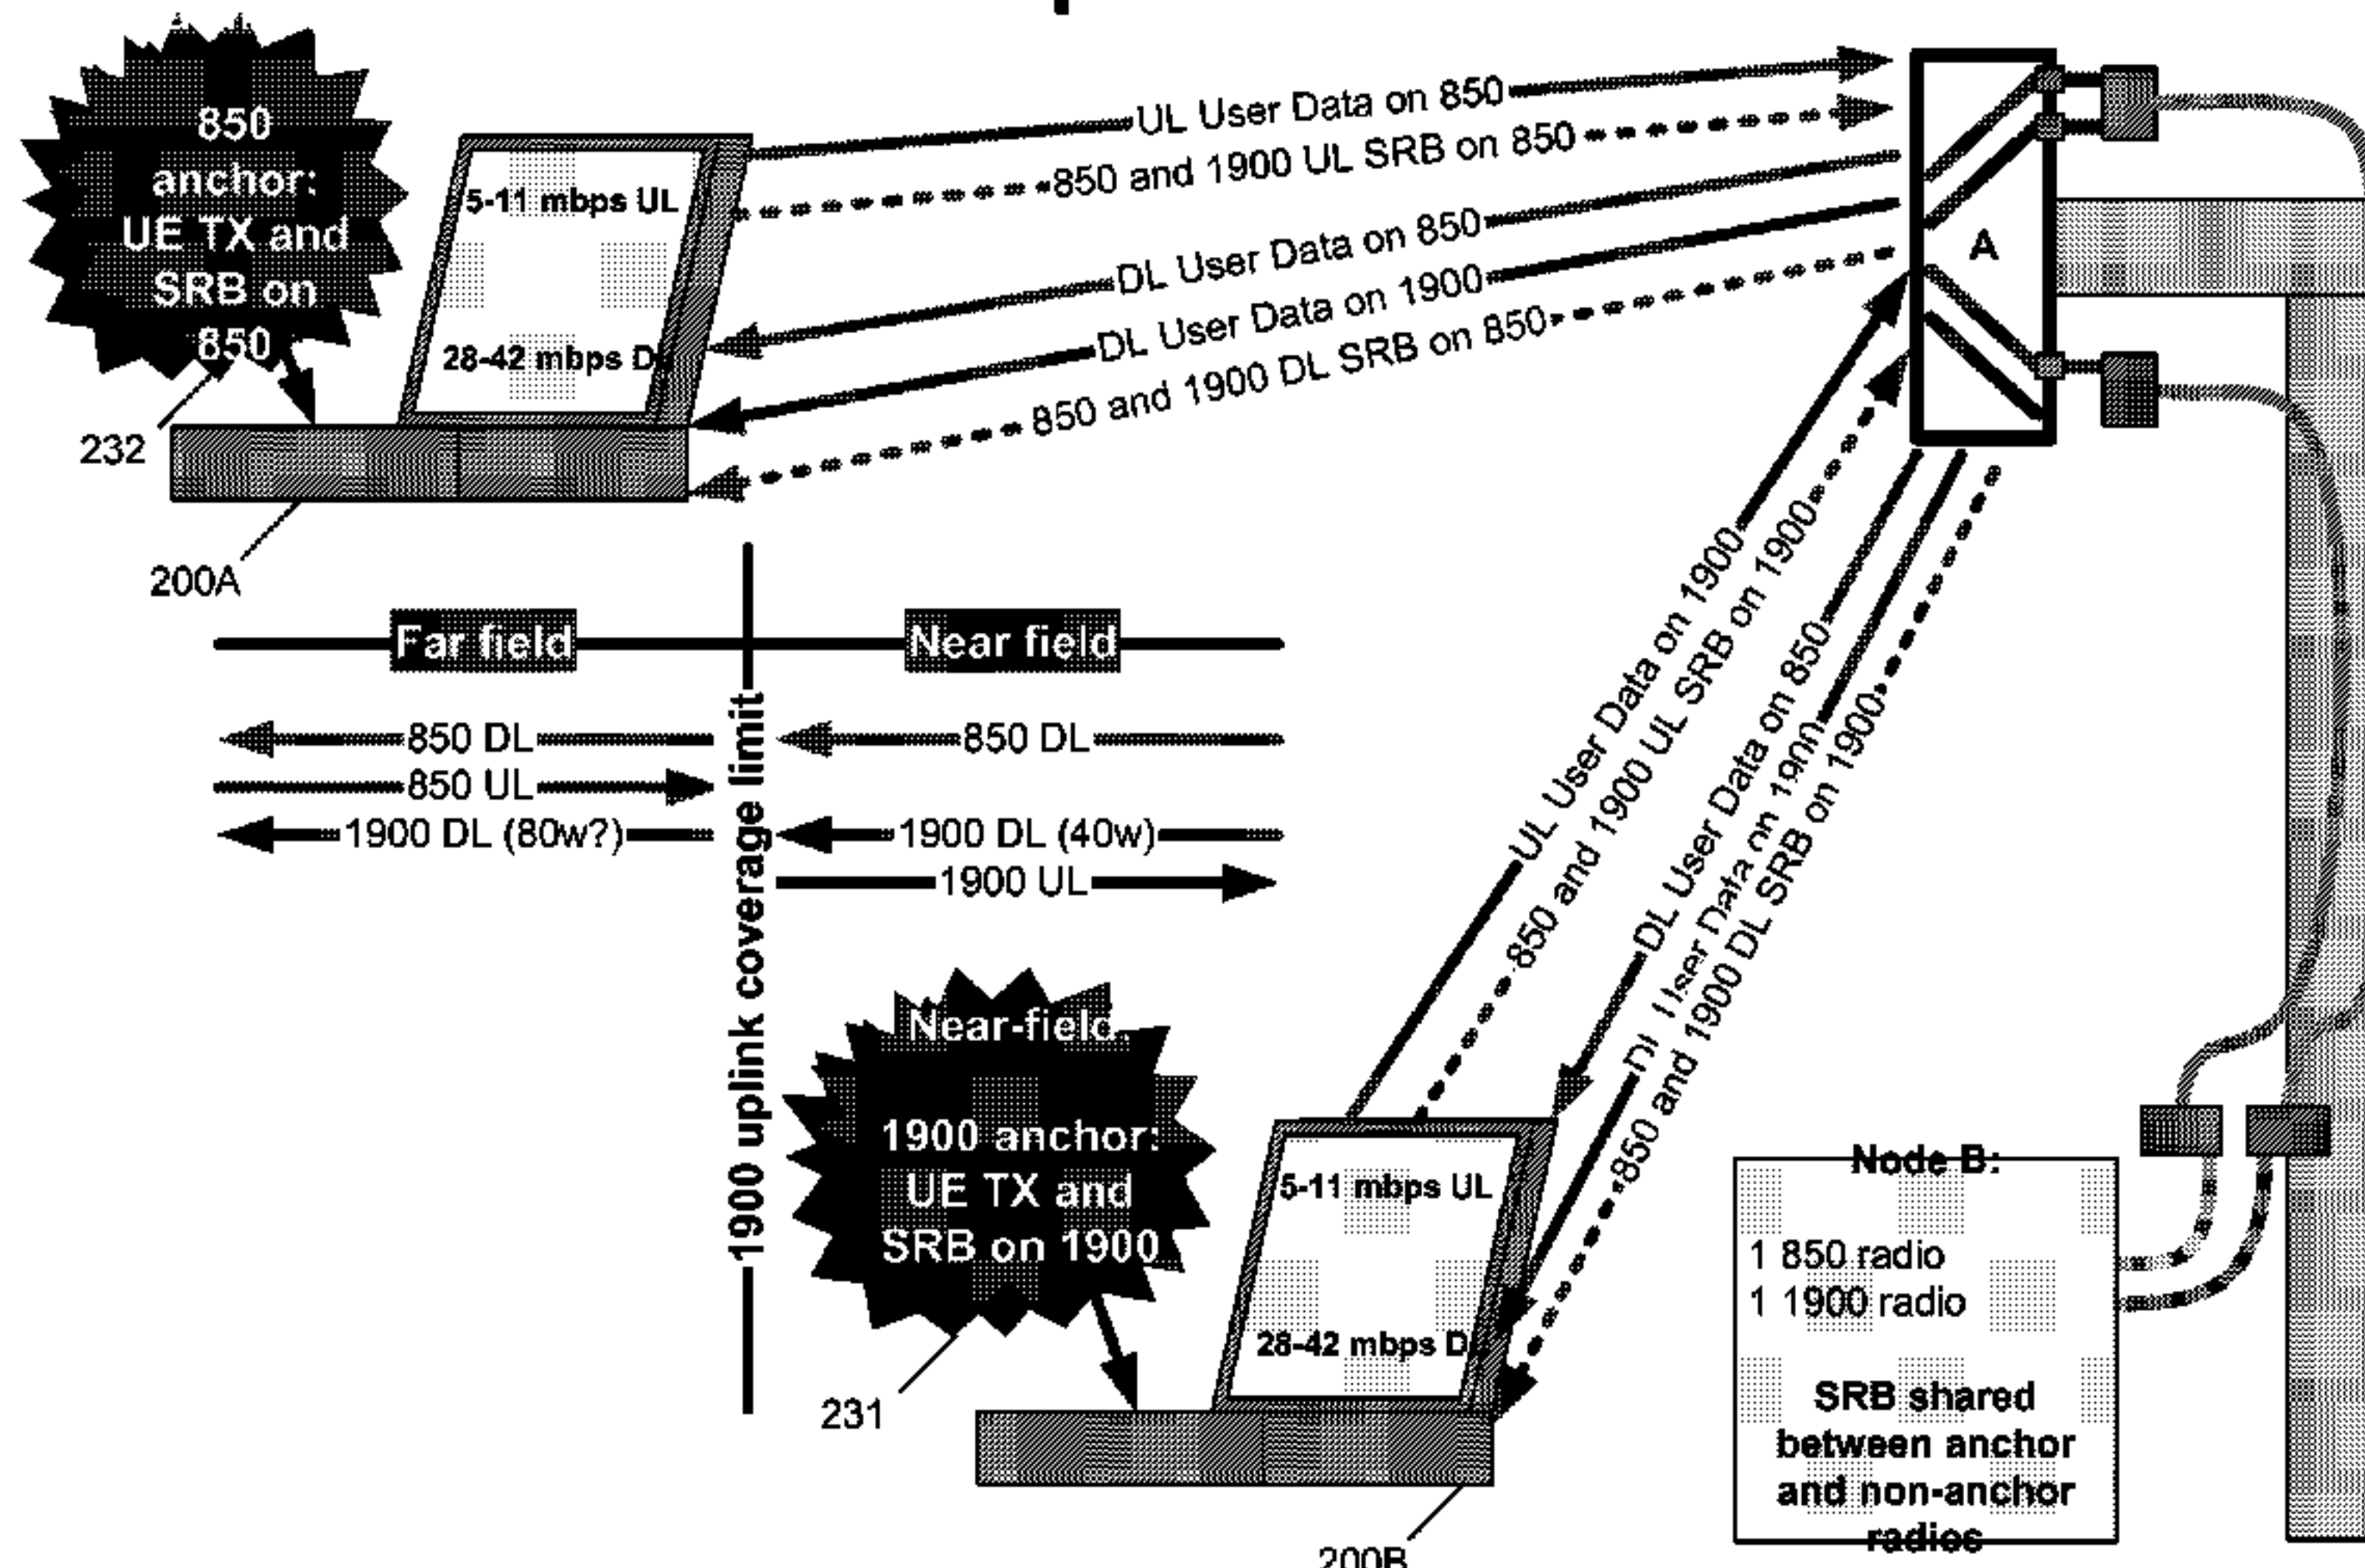 850
anchor:
UE TX and
SRB on
850
232
200A
5-11 mbps UL
28-42 mbps DL
UL User Data on 850
850 and 1900 UL SRB on 850
DL User Data on 850
DL User Data on 1900
850 and 1900 DL SRB on 850
A
Far field
Near field
850 DL
850 UL
1900 DL (80w?)
850 DL
1900 DL (40w)
1900 UL
1900 uplink coverage limit
UL User Data on 1900
850 and 1900 UL SRB on 1900
DL User Data on 850
DL User Data on 1900
850 and 1900 DL SRB on 1900
Near-field
1900 anchor:
UE TX and
SRB on 1900
231
5-11 mbps UL
28-42 mbps DL
200B
Node B:
1 850 radio
1 1900 radio
SRB shared
between anchor
and non-anchor
radios